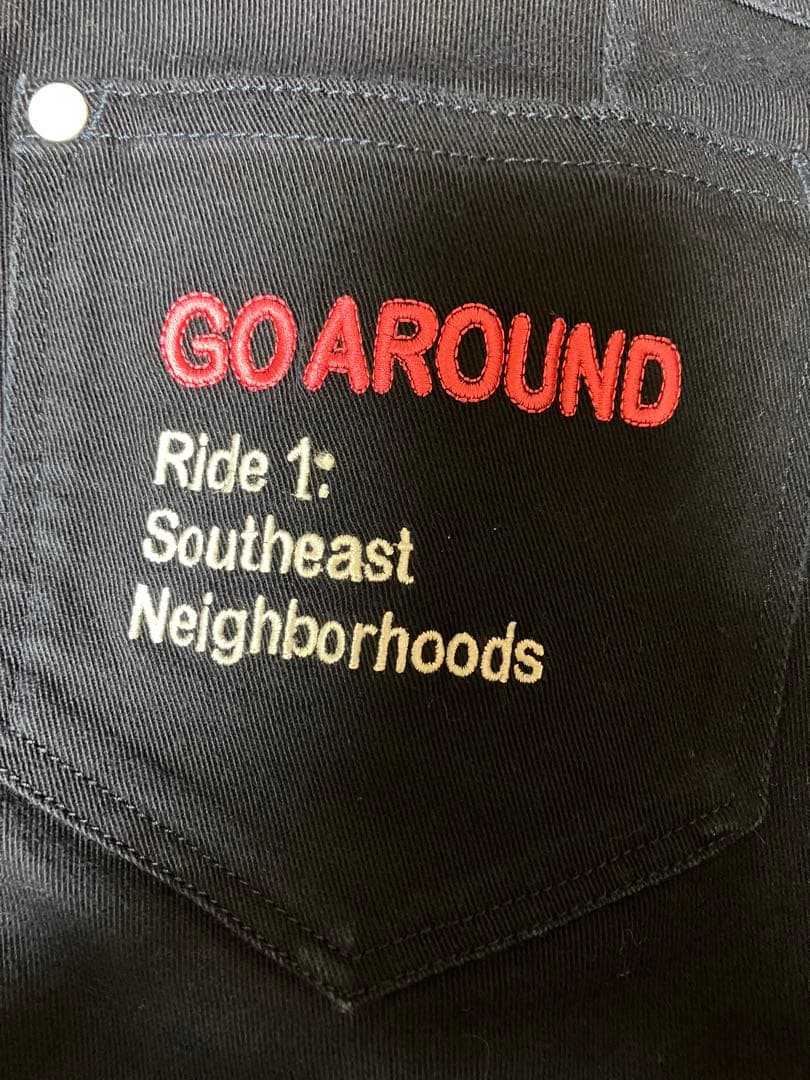 GO AROUND
Ride 1:
Southeast
Neighborhoods